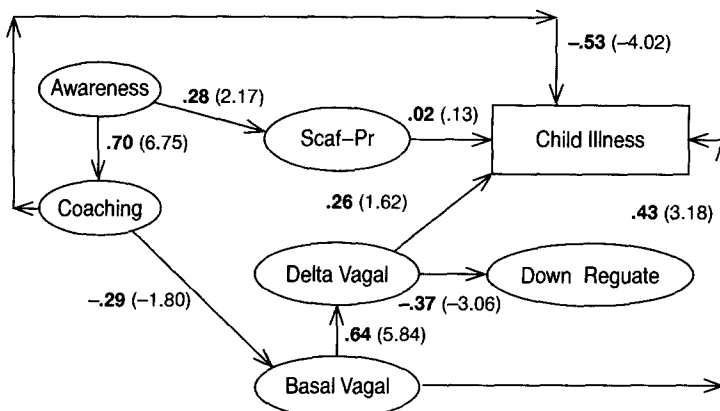 –.53 (–4.02)
Awareness
.28 (2.17)
Scaf–Pr
.02 (.13)
Child Illness
.70 (6.75)
Coaching
.26 (1.62)
.43 (3.18)
Delta Vagal
Down Reguate
–.29 (–1.80)
–.37 (–3.06)
.64 (5.84)
Basal Vagal